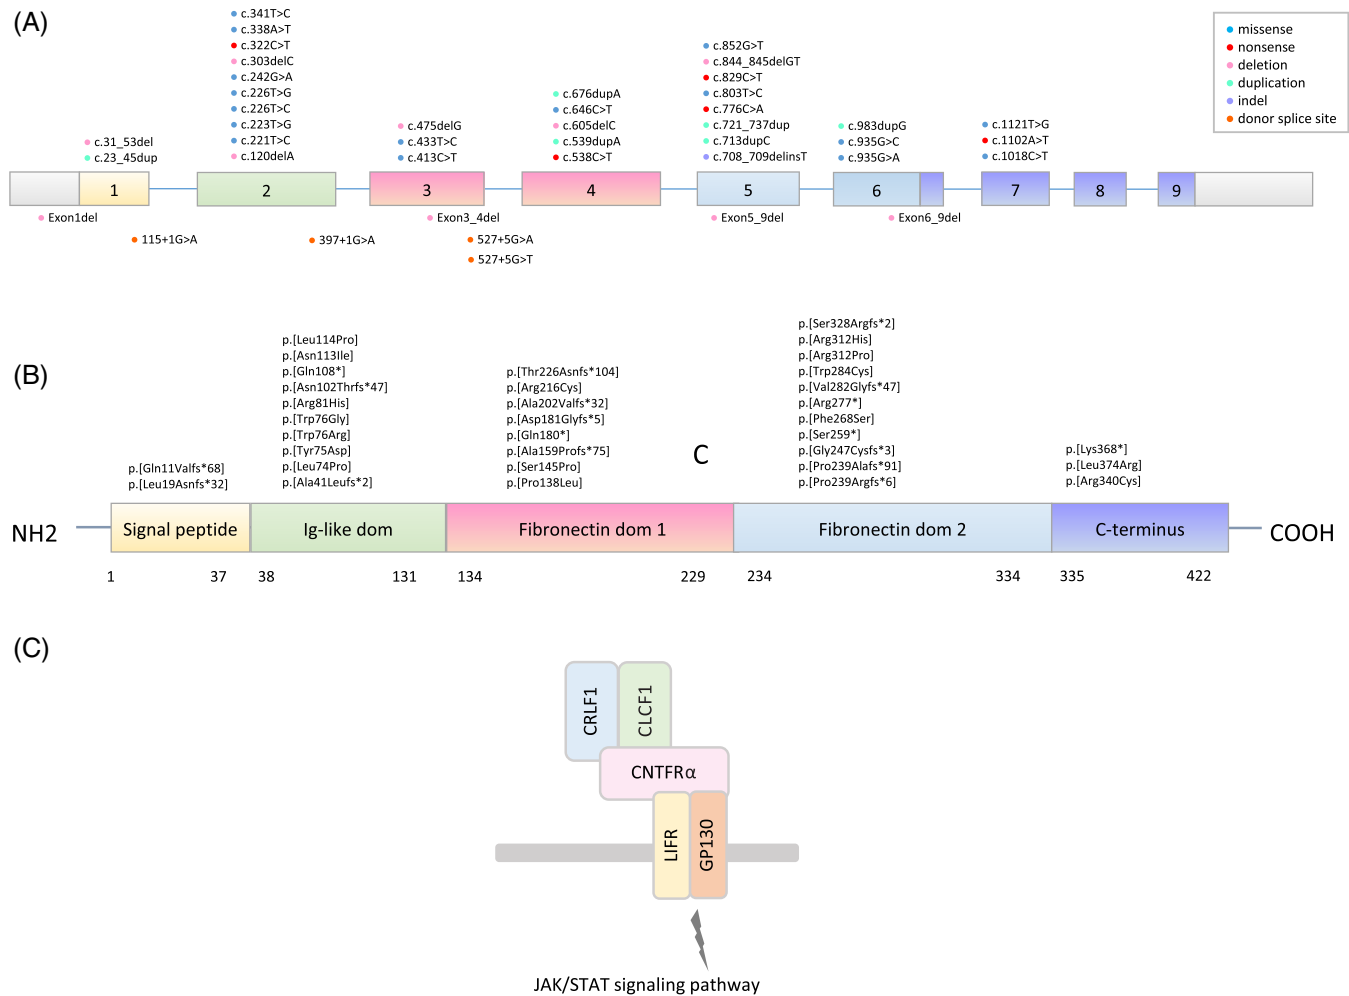 (A)
missense
nonsense
deletion
duplication
indel
donor splice site
c.31_53del
c.23_45dup
c.341T>C
c.338A>T
c.322C>T
c.303delC
c.242G>A
c.226T>G
c.226T>C
c.223T>G
c.221T>C
c.120delA
c.475delG
c.433T>C
c.413C>T
c.676dupA
c.646C>T
c.605delC
c.539dupA
c.538C>T
c.852G>T
c.844_845delGT
c.829C>T
c.803T>C
c.776C>A
c.721_737dup
c.713dupC
c.708_709delinsT
c.983dupG
c.935G>C
c.935G>A
c.1121T>G
c.1102A>T
c.1018C>T
1 2 3 4 5 6 7 8 9
Exon1del Exon3_4del Exon5_9del Exon6_9del
115+1G>A 397+1G>A 527+5G>A
527+5G>T
(B)
p.[Gln11Valfs*68]
p.[Leu19Asnfs*32]
p.[Leu114Pro]
p.[Asn113Ile]
p.[Gln108*]
p.[Asn102Thrfs*47]
p.[Arg81His]
p.[Trp76Gly]
p.[Trp76Arg]
p.[Tyr75Asp]
p.[Leu74Pro]
p.[Ala41Leufs*2]
p.[Thr226Asnfs*104]
p.[Arg216Cys]
p.[Ala202Valfs*32]
p.[Asp181Glyfs*5]
p.[Gln180*]
p.[Ala159Profs*75]
p.[Ser145Pro]
p.[Pro138Leu]
C
p.[Ser328Argfs*2]
p.[Arg312His]
p.[Arg312Pro]
p.[Trp284Cys]
p.[Val282Glyfs*47]
p.[Arg277*]
p.[Phe268Ser]
p.[Ser259*]
p.[Gly247Cysfs*3]
p.[Pro239Alafs*91]
p.[Pro239Argfs*6]
p.[Lys368*]
p.[Leu374Arg]
p.[Arg340Cys]
NH2 Signal peptide Ig-like dom Fibronectin dom 1 Fibronectin dom 2 C-terminus COOH
1 37 38 131 134 229 234 334 335 422
(C)
CRLF1 CLCF1
CNTFRα
LIFR GP130
JAK/STAT signaling pathway